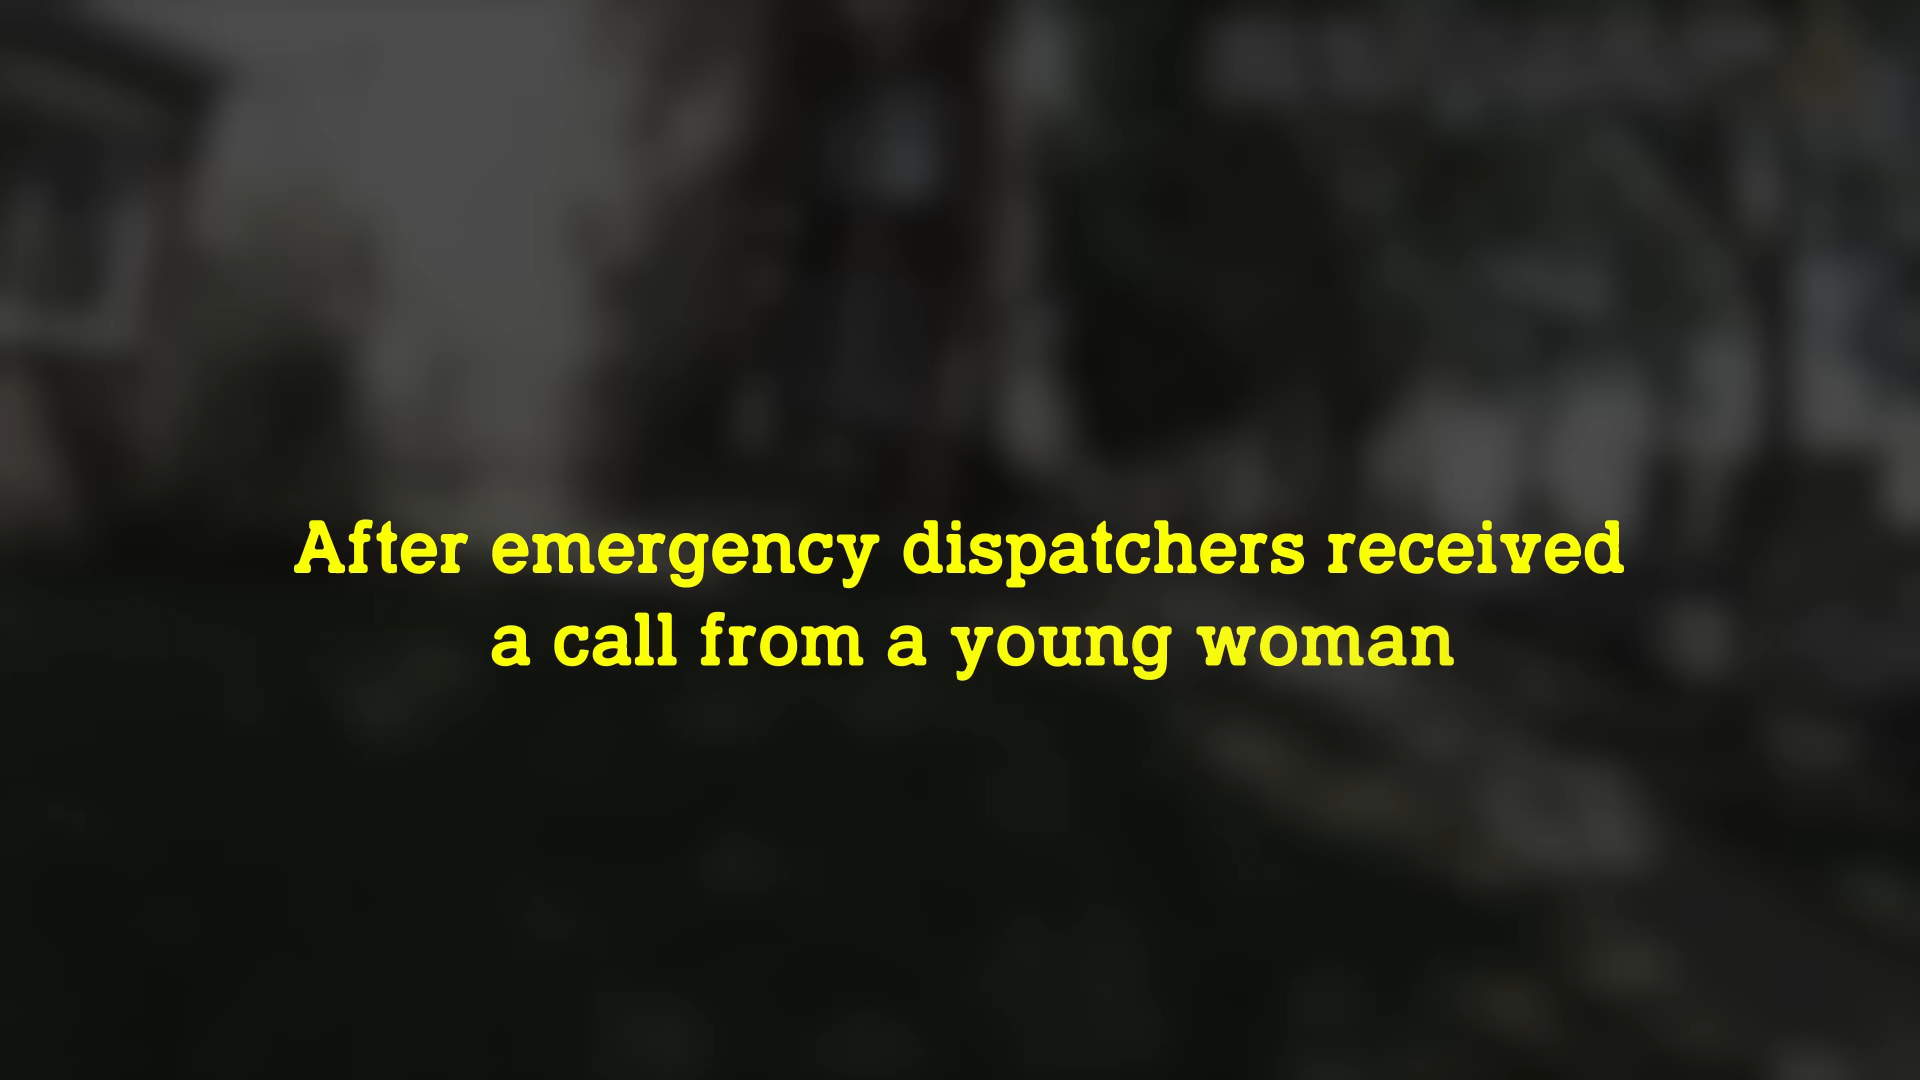 After emergency dispatchers received
a call from a young woman